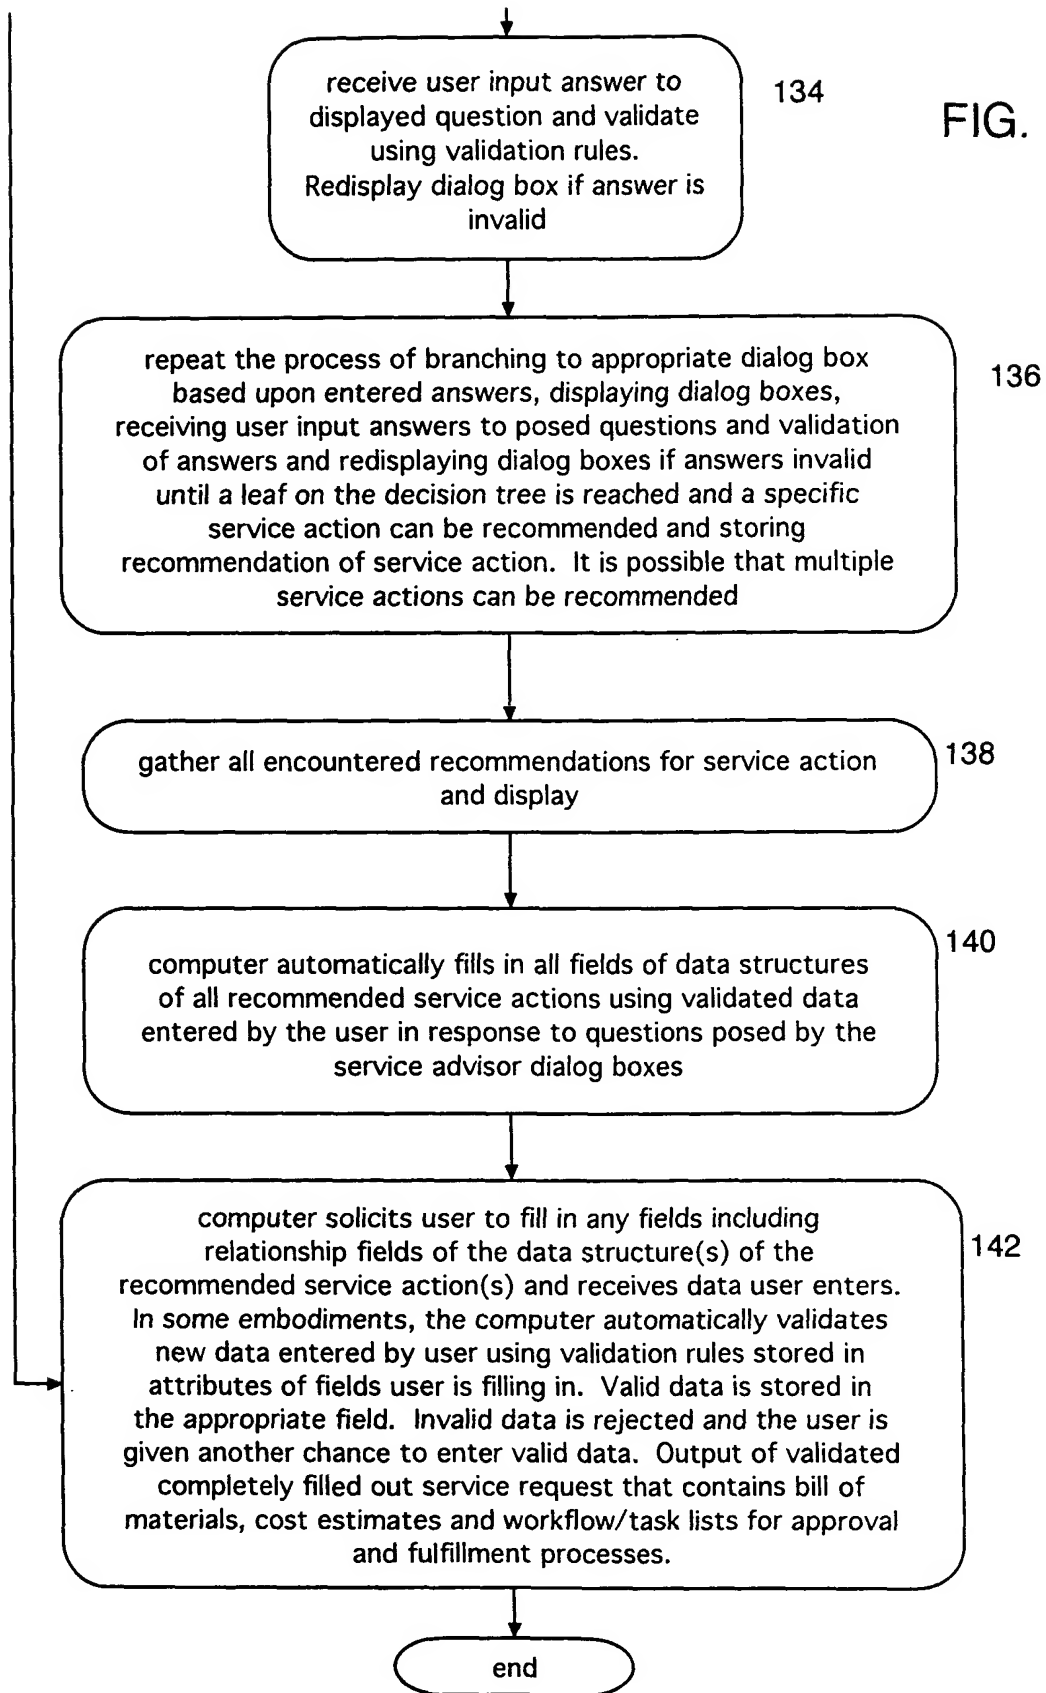 receive user input answer to
displayed question and validate
using validation rules.
Redisplay dialog box if answer is
invalid
134
FIG.
repeat the process of branching to appropriate dialog box
based upon entered answers, displaying dialog boxes,
receiving user input answers to posed questions and validation
of answers and redisplaying dialog boxes if answers invalid
until a leaf on the decision tree is reached and a specific
service action can be recommended and storing
recommendation of service action. It is possible that multiple
service actions can be recommended
136
gather all encountered recommendations for service action
and display
138
computer automatically fills in all fields of data structures
of all recommended service actions using validated data
entered by the user in response to questions posed by the
service advisor dialog boxes
140
computer solicits user to fill in any fields including
relationship fields of the data structure(s) of the
recommended service action(s) and receives data user enters.
In some embodiments, the computer automatically validates
new data entered by user using validation rules stored in
attributes of fields user is filling in. Valid data is stored in
the appropriate field. Invalid data is rejected and the user is
given another chance to enter valid data. Output of validated
completely filled out service request that contains bill of
materials, cost estimates and workflow/task lists for approval
and fulfillment processes.
142
end